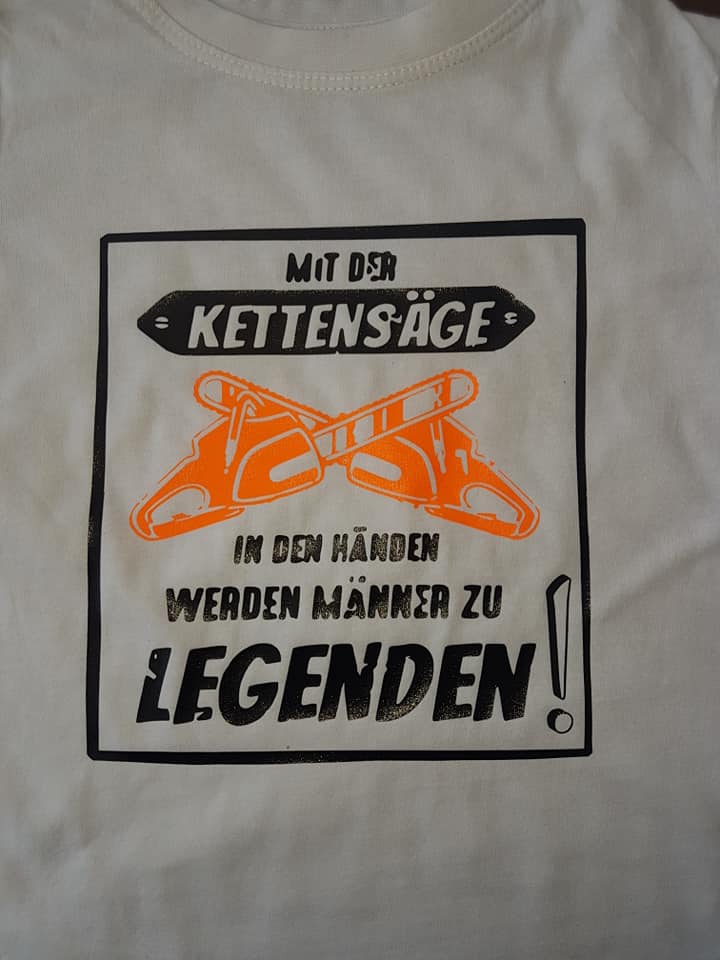 MIT DER
KETTENSÄGE
IN DEN HÄNDEN
WERDEN MÄNNER ZU
LEGENDEN!